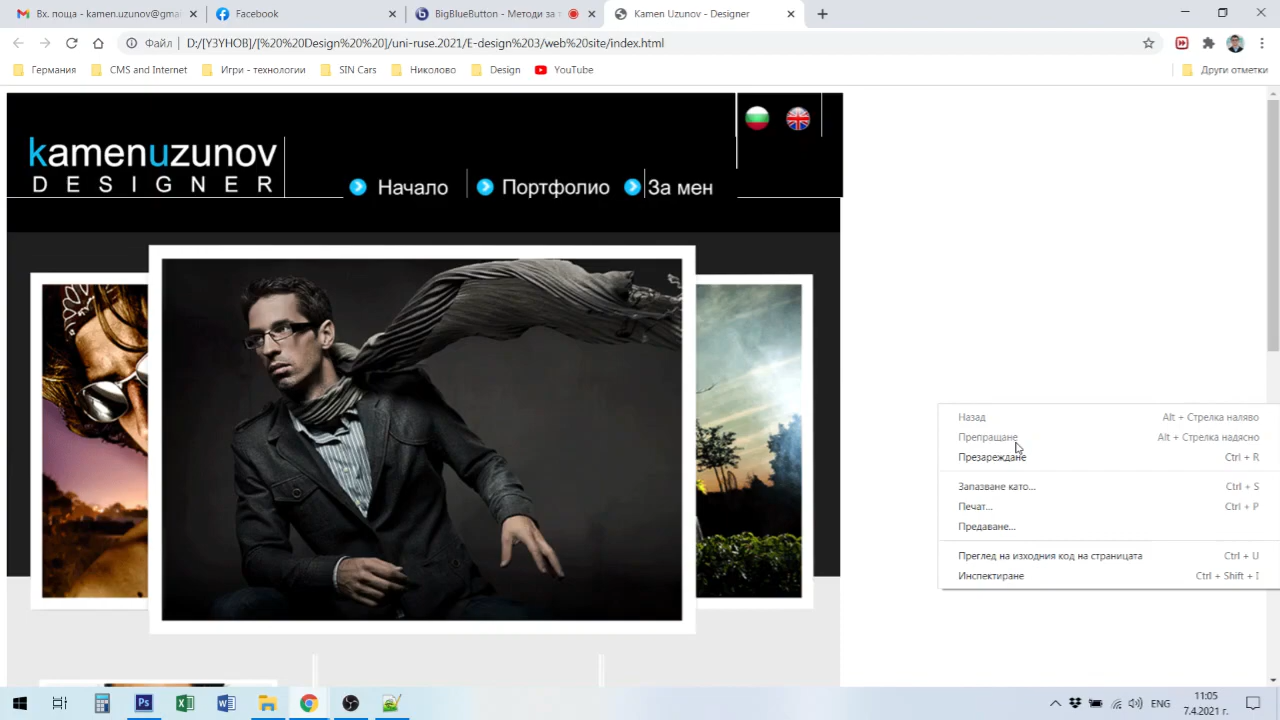 Вх. поща - kamen.uzunov@gmai
Facebook
BigBlueButton - Методи за т
Kamen Uzunov - Designer
Файл
D:/[УЗУНОВ]/[%20%20Design%20%20]/uni-ruse.2021/E-design%203/web%20site/index.html
Германия
CMS and Internet
Игри - технологии
SIN Cars
Николово
Design
YouTube
Други отметки
kamenuzunov
DESIGNER
Начало
Портфолио
За мен
Назад Alt + Стрелка наляво
Препращане Alt + Стрелка надясно
Презареждане Ctrl + R
Запазване като... Ctrl + S
Печат... Ctrl + P
Предаване...
Преглед на изходния код на страницата Ctrl + U
Инспектиране Ctrl + Shift + I
ENG
11:05
7.4.2021 г.